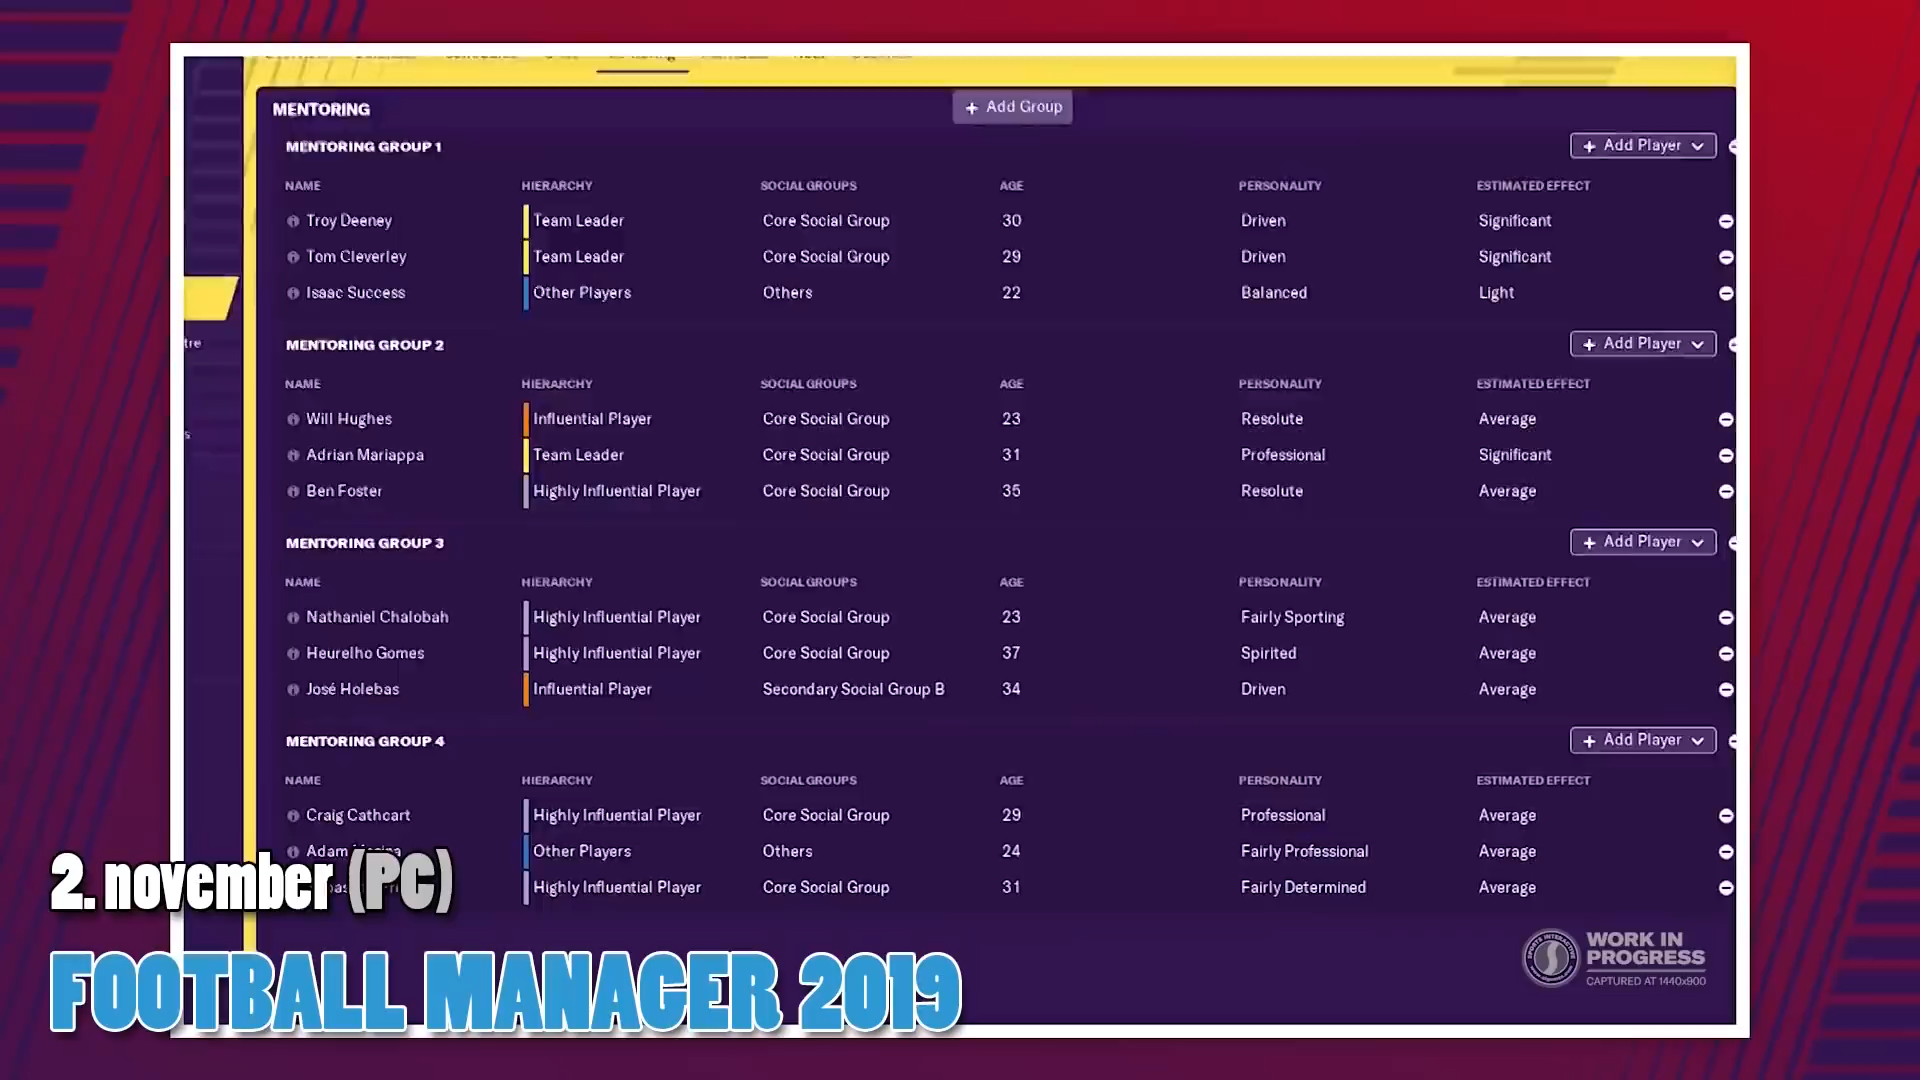 MENTORING
+ Add Group
MENTORING GROUP 1
+ Add Player
NAME HIERARCHY SOCIAL GROUPS AGE PERSONALITY ESTIMATED EFFECT
Troy Deeney Team Leader Core Social Group 30 Driven Significant
Tom Cleverley Team Leader Core Social Group 29 Driven Significant
Isaac Success Other Players Others 22 Balanced Light
tre
MENTORING GROUP 2
+ Add Player
NAME HIERARCHY SOCIAL GROUPS AGE PERSONALITY ESTIMATED EFFECT
Will Hughes Influential Player Core Social Group 23 Resolute Average
s
Adrian Mariappa Team Leader Core Social Group 31 Professional Significant
Ben Foster Highly Influential Player Core Social Group 35 Resolute Average
MENTORING GROUP 3
+ Add Player
NAME HIERARCHY SOCIAL GROUPS AGE PERSONALITY ESTIMATED EFFECT
Nathaniel Chalobah Highly Influential Player Core Social Group 23 Fairly Sporting Average
Heurelho Gomes Highly Influential Player Core Social Group 37 Spirited Average
José Holebas Influential Player Secondary Social Group B 34 Driven Average
MENTORING GROUP 4
+ Add Player
NAME HIERARCHY SOCIAL GROUPS AGE PERSONALITY ESTIMATED EFFECT
Craig Cathcart Highly Influential Player Core Social Group 29 Professional Average
Adam Other Players Others 24 Fairly Professional Average
Highly Influential Player Core Social Group 31 Fairly Determined Average
2. november (PC)
FOOTBALL MANAGER 2019
WORK IN
PROGRESS
CAPTURED AT 1440x900